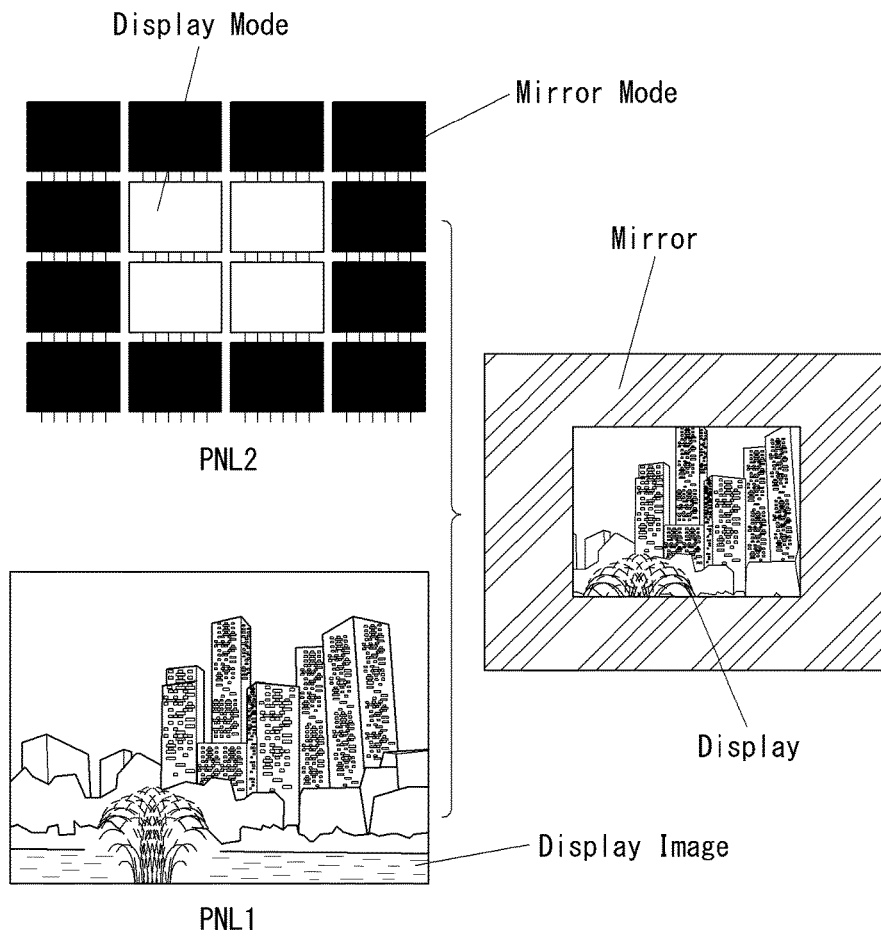 Display Mode
Mirror Mode
PNL2
Mirror
Display
Display Image
PNL1